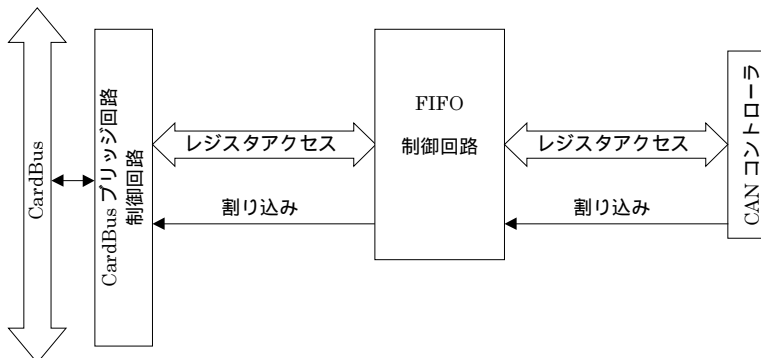 CardBus
CardBus ブリッジ回路
制御回路
レジスタアクセス
割り込み
FIFO
制御回路
レジスタアクセス
割り込み
CAN コントローラ